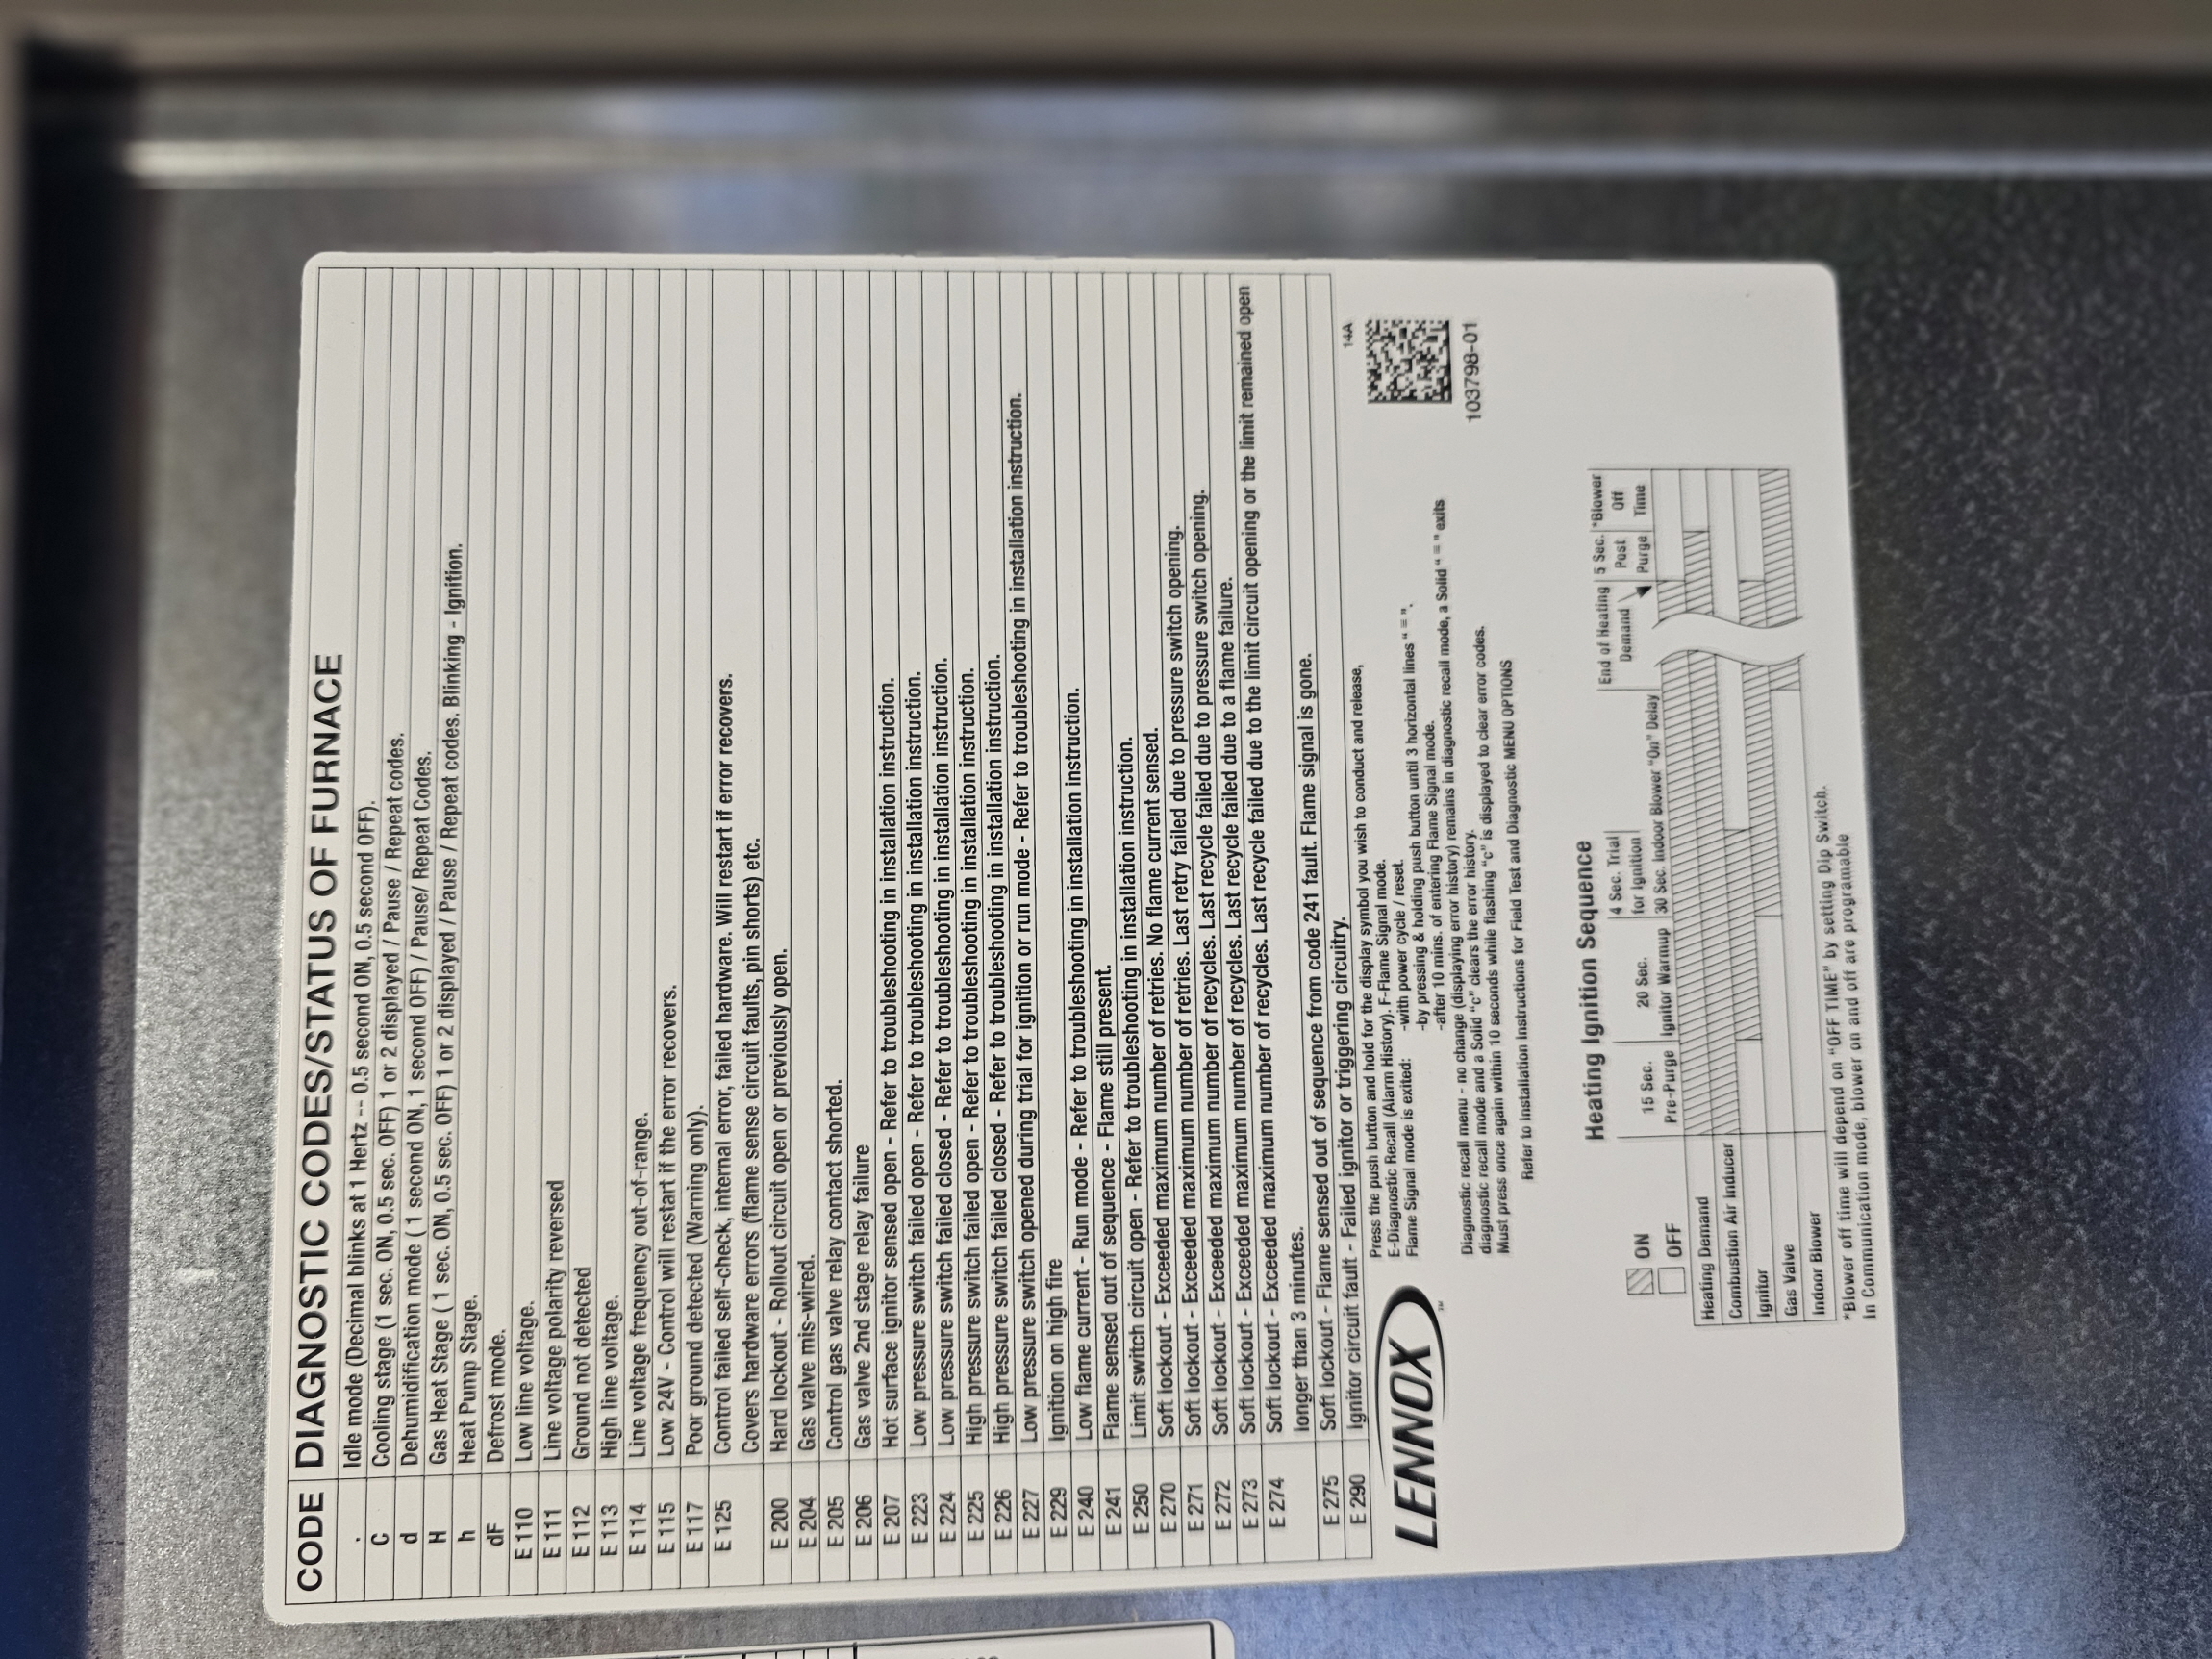 CODE DIAGNOSTIC CODES/STATUS OF FURNACE
. Idle mode (Decimal blinks at 1 Hertz -- 0.5 second ON, 0.5 second OFF).
C Cooling stage (1 sec. ON, 0.5 sec. OFF) 1 or 2 displayed / Pause / Repeat codes.
d Dehumidification mode ( 1 second ON, 1 second OFF) / Pause/ Repeat Codes.
H Gas Heat Stage ( 1 sec. ON, 0.5 sec. OFF) 1 or 2 displayed / Pause / Repeat codes. Blinking - Ignition.
h Heat Pump Stage.
dF Defrost mode.
E 110 Low line voltage.
E 111 Line voltage polarity reversed
E 112 Ground not detected
E 113 High line voltage.
E 114 Line voltage frequency out-of-range.
E 115 Low 24V - Control will restart if the error recovers.
E 117 Poor ground detected (Warning only).
E 125 Control failed self-check, internal error, failed hardware. Will restart if error recovers.
Covers hardware errors (flame sense circuit faults, pin shorts) etc.
E 200 Hard lockout - Rollout circuit open or previously open.
E 204 Gas valve mis-wired.
E 205 Control gas valve relay contact shorted.
E 206 Gas valve 2nd stage relay failure
E 207 Hot surface ignitor sensed open - Refer to troubleshooting in installation instruction.
E 223 Low pressure switch failed open - Refer to troubleshooting in installation instruction.
E 224 Low pressure switch failed closed - Refer to troubleshooting in installation instruction.
E 225 High pressure switch failed open - Refer to troubleshooting in installation instruction.
E 226 High pressure switch failed closed - Refer to troubleshooting in installation instruction.
E 227 Low pressure switch opened during trial for ignition or run mode - Refer to troubleshooting in installation instruction.
E 229 Ignition on high fire
E 240 Low flame current - Run mode - Refer to troubleshooting in installation instruction.
E 241 Flame sensed out of sequence - Flame still present.
E 250 Limit switch circuit open - Refer to troubleshooting in installation instruction.
E 270 Soft lockout - Exceeded maximum number of retries. No flame current sensed.
E 271 Soft lockout - Exceeded maximum number of retries. Last retry failed due to pressure switch opening.
E 272 Soft lockout - Exceeded maximum number of recycles. Last recycle failed due to pressure switch opening.
E 273 Soft lockout - Exceeded maximum number of recycles. Last recycle failed due to a flame failure.
E 274 Soft lockout - Exceeded maximum number of recycles. Last recycle failed due to the limit circuit opening or the limit remained open
longer than 3 minutes.
E 275 Soft lockout - Flame sensed out of sequence from code 241 fault. Flame signal is gone.
E 290 Ignitor circuit fault - Failed ignitor or triggering circuitry.
14A
LENNOX™
Press the push button and hold for the display symbol you wish to conduct and release,
E-Diagnostic Recall (Alarm History). F-Flame Signal mode.
Flame Signal mode is exited: -with power cycle / reset.
-by pressing & holding push button until 3 horizontal lines " ≡ ".
-after 10 mins. of entering Flame Signal mode.
Diagnostic recall menu - no change (displaying error history) remains in diagnostic recall mode, a Solid " ≡ " exits
diagnostic recall mode and a Solid "c" clears the error history.
Must press once again within 10 seconds while flashing "c" is displayed to clear error codes.
Refer to Installation Instructions for Field Test and Diagnostic MENU OPTIONS
103798-01
Heating Ignition Sequence
ON
OFF
15 Sec.
Pre-Purge
20 Sec.
Ignitor Warmup
4 Sec. Trial
for Ignition
30 Sec. Indoor Blower "On" Delay
End of Heating
Demand
5 Sec.
Post
Purge
*Blower
Off
Time
Heating Demand
Combustion Air Inducer
Ignitor
Gas Valve
Indoor Blower
*Blower off time will depend on "OFF TIME" by setting Dip Switch.
In Communication mode, blower on and off are programable